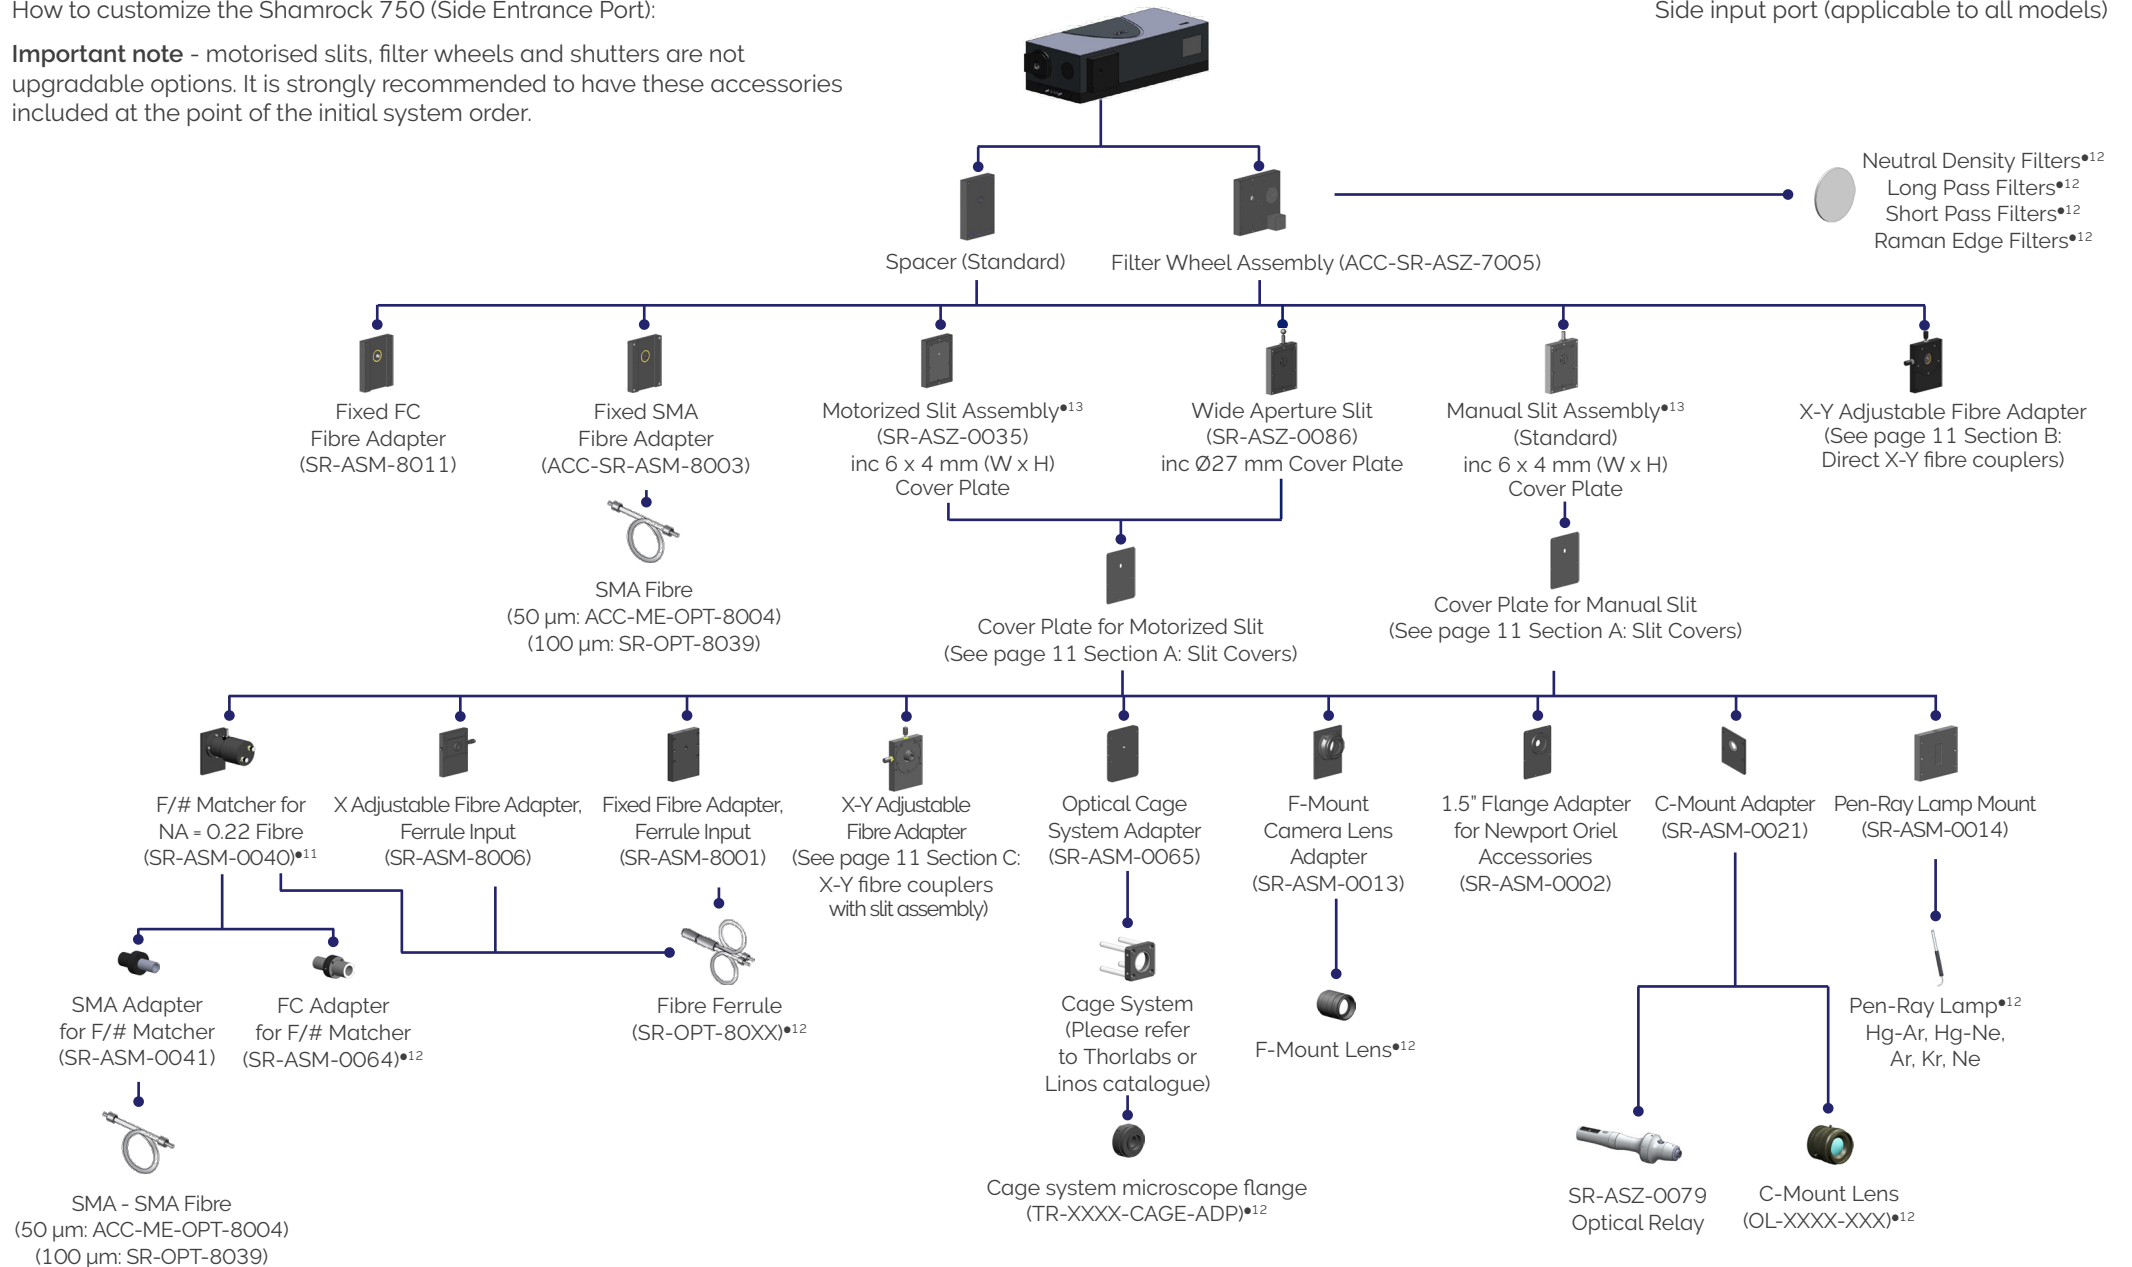 How to customize the Shamrock 750 (Side Entrance Port):
Side input port (applicable to all models)
Important note - motorised slits, filter wheels and shutters are not
upgradable options. It is strongly recommended to have these accessories
included at the point of the initial system order.
Neutral Density Filters●12
Long Pass Filters●12
Short Pass Filters●12
Raman Edge Filters●12
Spacer (Standard)
Filter Wheel Assembly (ACC-SR-ASZ-7005)
Fixed FC
Fibre Adapter
(SR-ASM-8011)
Fixed SMA
Fibre Adapter
(ACC-SR-ASM-8003)
Motorized Slit Assembly●13
(SR-ASZ-0035)
inc 6 x 4 mm (W x H)
Cover Plate
Wide Aperture Slit
(SR-ASZ-0086)
inc Ø27 mm Cover Plate
Manual Slit Assembly●13
(Standard)
inc 6 x 4 mm (W x H)
Cover Plate
X-Y Adjustable Fibre Adapter
(See page 11 Section B:
Direct X-Y fibre couplers)
SMA Fibre
(50 µm: ACC-ME-OPT-8004)
(100 µm: SR-OPT-8039)
Cover Plate for Motorized Slit
(See page 11 Section A: Slit Covers)
Cover Plate for Manual Slit
(See page 11 Section A: Slit Covers)
F/# Matcher for
NA = 0.22 Fibre
(SR-ASM-0040)●11
X Adjustable Fibre Adapter,
Ferrule Input
(SR-ASM-8006)
Fixed Fibre Adapter,
Ferrule Input
(SR-ASM-8001)
X-Y Adjustable
Fibre Adapter
(See page 11 Section C:
X-Y fibre couplers
with slit assembly)
Optical Cage
System Adapter
(SR-ASM-0065)
F-Mount
Camera Lens
Adapter
(SR-ASM-0013)
1.5" Flange Adapter
for Newport Oriel
Accessories
(SR-ASM-0002)
C-Mount Adapter
(SR-ASM-0021)
Pen-Ray Lamp Mount
(SR-ASM-0014)
SMA Adapter
for F/# Matcher
(SR-ASM-0041)
FC Adapter
for F/# Matcher
(SR-ASM-0064)●12
Fibre Ferrule
(SR-OPT-80XX)●12
Cage System
(Please refer
to Thorlabs or
Linos catalogue)
F-Mount Lens●12
Pen-Ray Lamp●12
Hg-Ar, Hg-Ne,
Ar, Kr, Ne
SMA - SMA Fibre
(50 µm: ACC-ME-OPT-8004)
(100 µm: SR-OPT-8039)
Cage system microscope flange
(TR-XXXX-CAGE-ADP)●12
SR-ASZ-0079
Optical Relay
C-Mount Lens
(OL-XXXX-XXX)●12